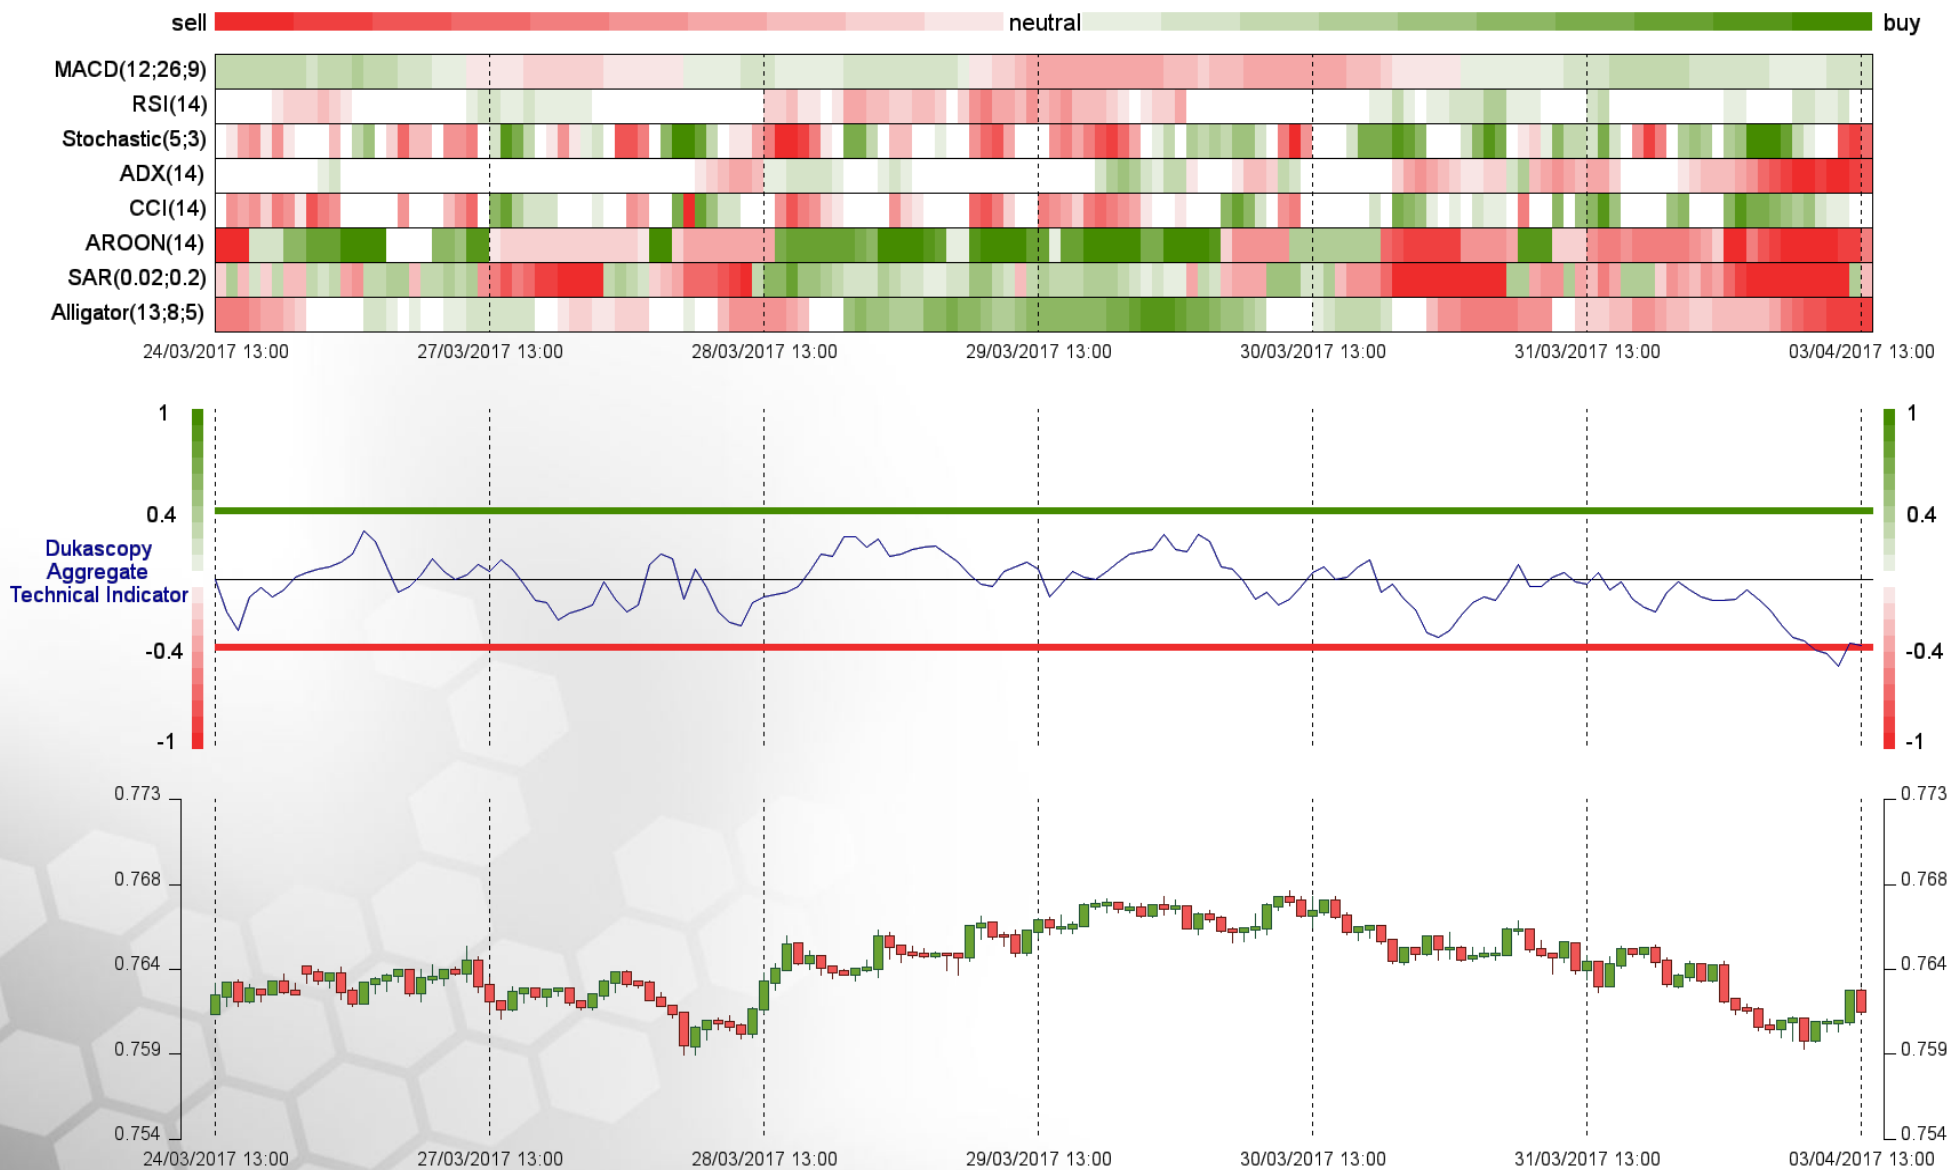 sell neutral buy
MACD(12;26;9)
RSI(14)
Stochastic(5;3)
ADX(14)
CCI(14)
AROON(14)
SAR(0.02;0.2)
Alligator(13;8;5)
24/03/2017 13:00 27/03/2017 13:00 28/03/2017 13:00 29/03/2017 13:00 30/03/2017 13:00 31/03/2017 13:00 03/04/2017 13:00
1 1
0.4 0.4
Dukascopy
Aggregate
Technical Indicator
-0.4 -0.4
-1 -1
0.773 0.773
0.768 0.768
0.764 0.764
0.759 0.759
0.754 0.754
24/03/2017 13:00 27/03/2017 13:00 28/03/2017 13:00 29/03/2017 13:00 30/03/2017 13:00 31/03/2017 13:00 03/04/2017 13:00